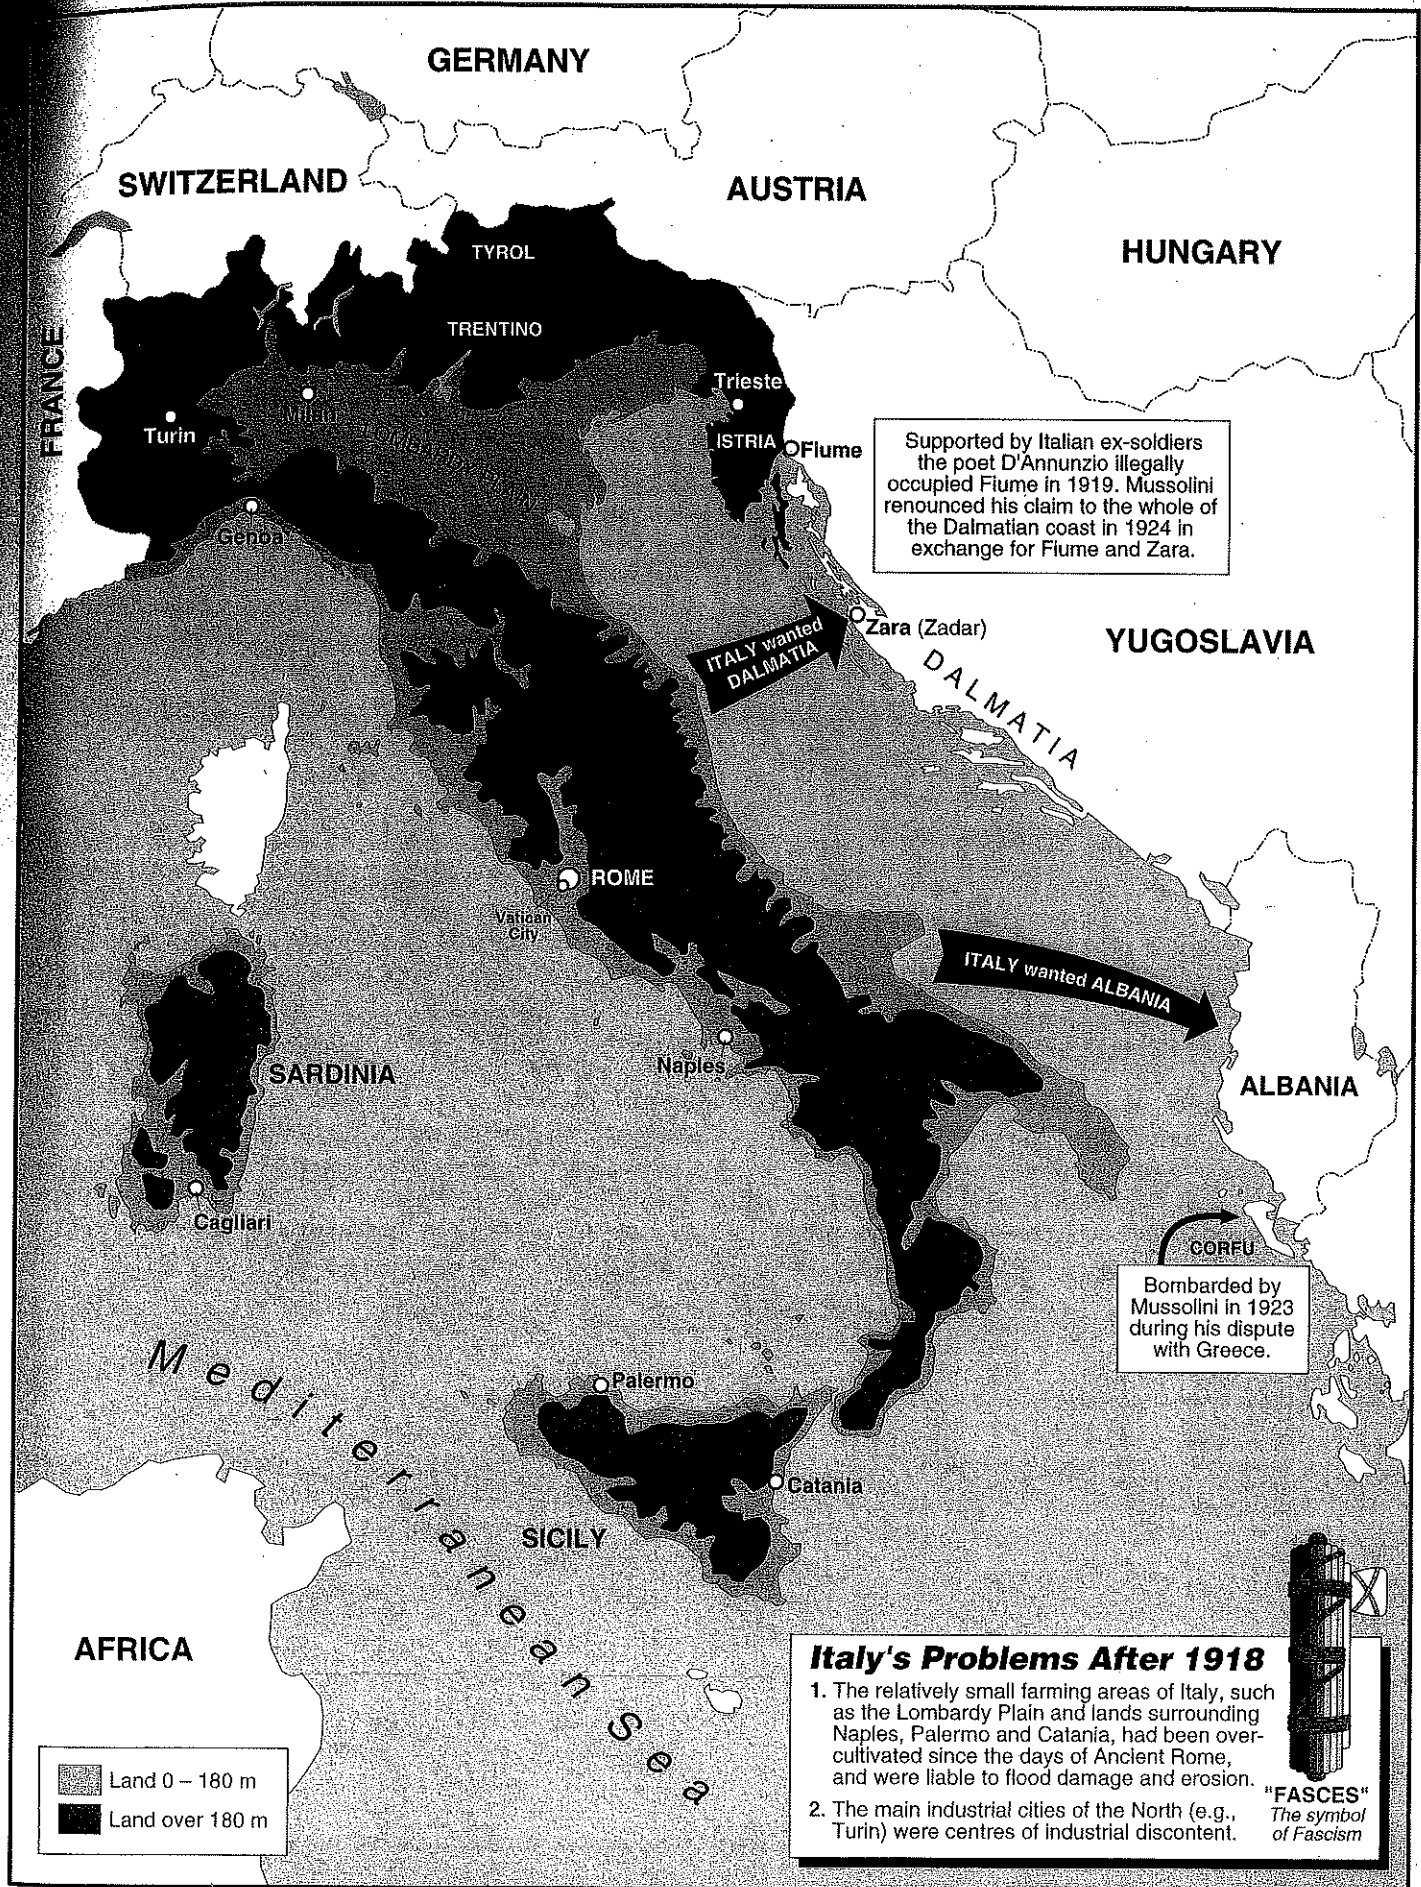 GERMANY
SWITZERLAND
AUSTRIA
HUNGARY
TYROL
TRENTINO
FRANCE
Trieste
Milan
Turin
LOMBARDY PLAIN
ISTRIA
Fiume
Genoa
Supported by Italian ex-soldiers
the poet D'Annunzio illegally
occupied Fiume in 1919. Mussolini
renounced his claim to the whole of
the Dalmatian coast in 1924 in
exchange for Fiume and Zara.
Zara (Zadar)
ITALY wanted
DALMATIA
YUGOSLAVIA
DALMATIA
ROME
Vatican
City
ITALY wanted ALBANIA
Naples
SARDINIA
ALBANIA
Cagliari
CORFU
Bombarded by
Mussolini in 1923
during his dispute
with Greece.
Mediterranean Sea
Palermo
Catania
SICILY
AFRICA
Land 0 – 180 m
Land over 180 m
Italy's Problems After 1918
1. The relatively small farming areas of Italy, such
as the Lombardy Plain and lands surrounding
Naples, Palermo and Catania, had been over-
cultivated since the days of Ancient Rome,
and were liable to flood damage and erosion.
2. The main industrial cities of the North (e.g.,
Turin) were centres of industrial discontent.
"FASCES"
The symbol
of Fascism